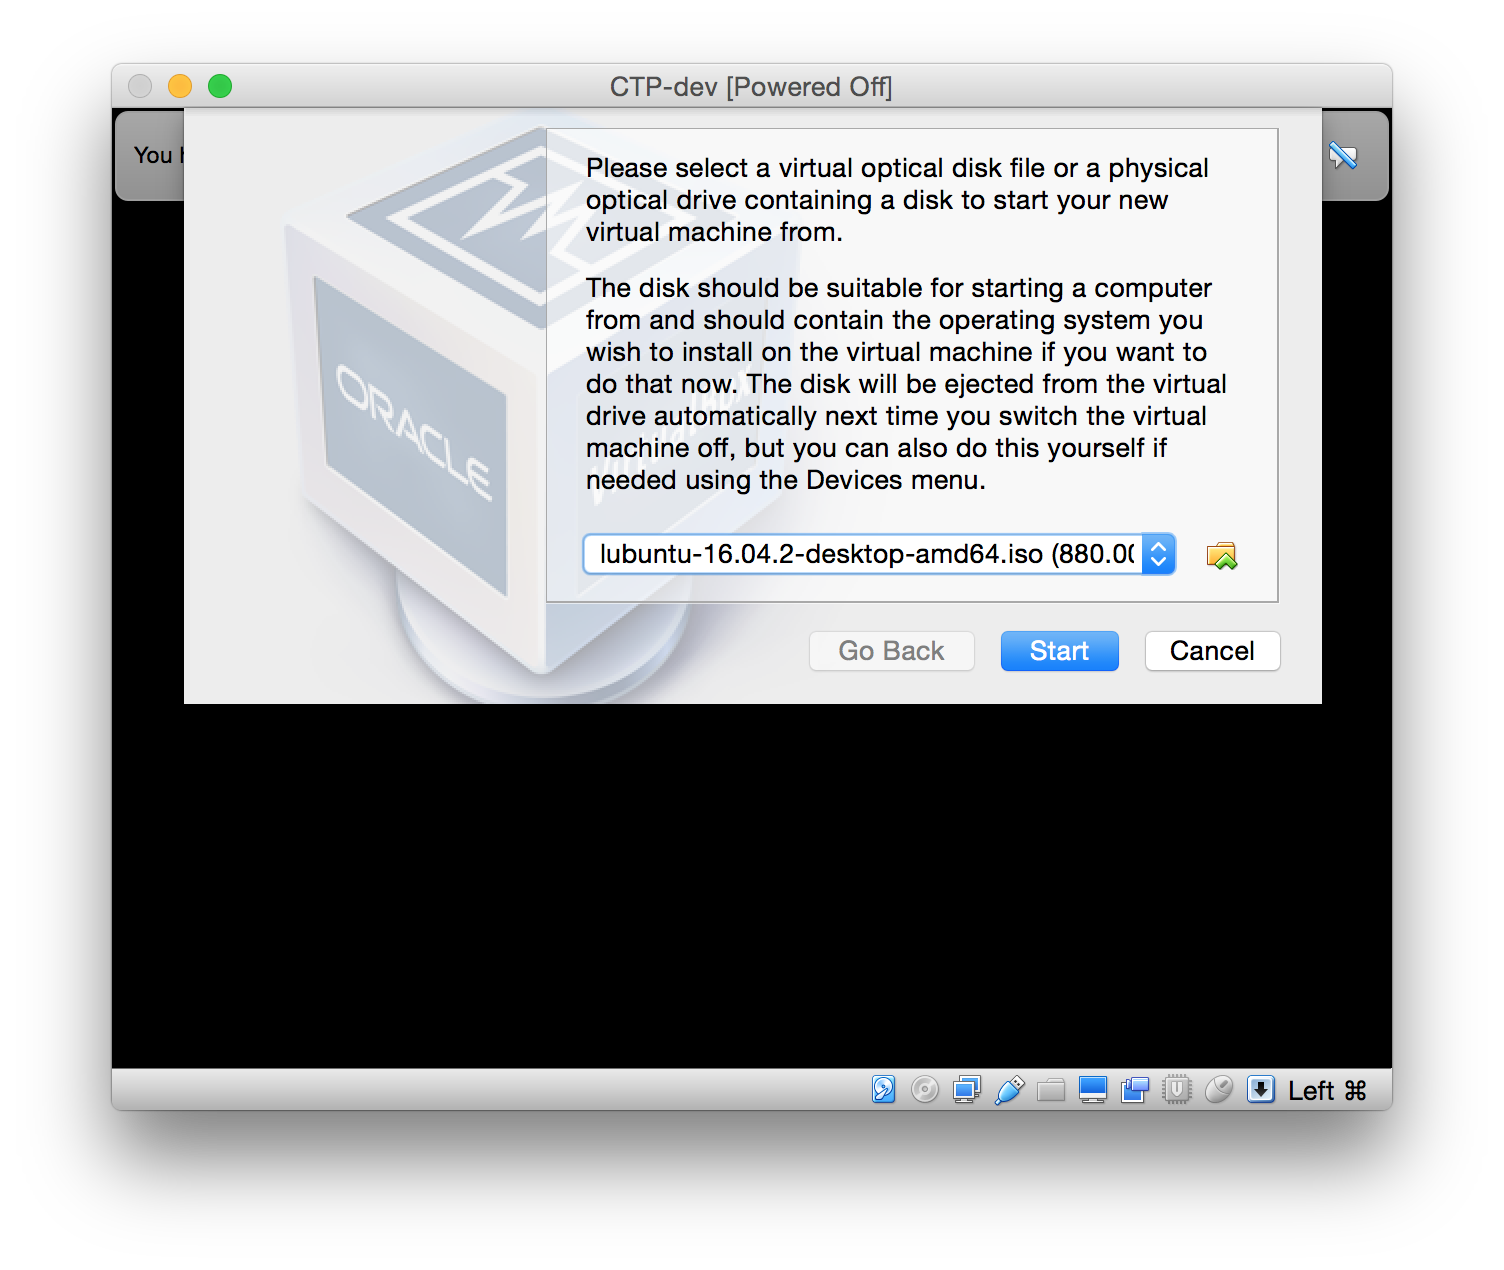 CTP-dev [Powered Off]
You
Please select a virtual optical disk file or a physical
optical drive containing a disk to start your new
virtual machine from.
The disk should be suitable for starting a computer
from and should contain the operating system you
wish to install on the virtual machine if you want to
do that now. The disk will be ejected from the virtual
drive automatically next time you switch the virtual
machine off, but you can also do this yourself if
needed using the Devices menu.
ORACLE
VirtualBox
lubuntu-16.04.2-desktop-amd64.iso (880.00
Go Back
Start
Cancel
Left ⌘